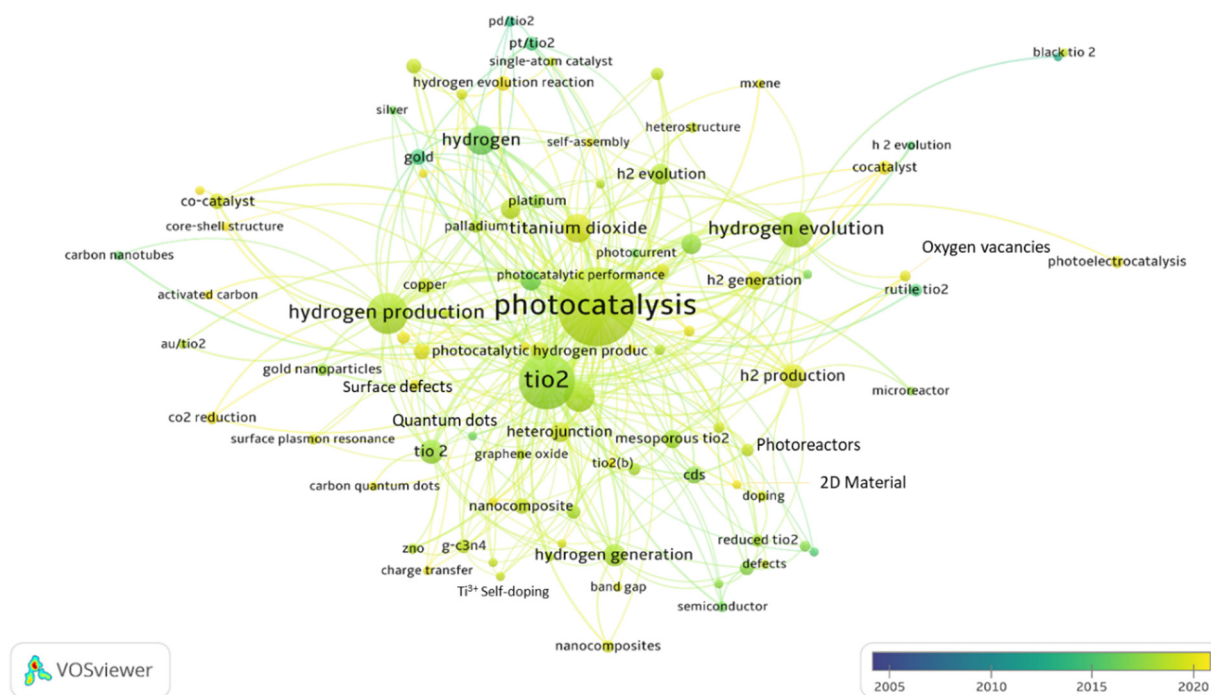 pd/tio2
pt/tio2
black tio 2
single-atom catalyst
hydrogen evolution reaction
mxene
silver
heterostructure
hydrogen
self-assembly
h 2 evolution
gold
cocatalyst
h2 evolution
co-catalyst
platinum
core-shell structure
palladium
titanium dioxide
hydrogen evolution
Oxygen vacancies
carbon nanotubes
photocurrent
photoelectrocatalysis
photocatalytic performance
h2 generation
copper
rutile tio2
activated carbon
photocatalysis
hydrogen production
au/tio2
photocatalytic hydrogen produc
gold nanoparticles
h2 production
Surface defects
tio2
microreactor
co2 reduction
Quantum dots
heterojunction
surface plasmon resonance
mesoporous tio2
Photoreactors
tio 2
graphene oxide
tio2(b)
cds
2D Material
carbon quantum dots
doping
nanocomposite
reduced tio2
zno
g-c3n4
hydrogen generation
defects
charge transfer
Ti³⁺ Self-doping
band gap
semiconductor
nanocomposites
VOSviewer
2005
2010
2015
2020